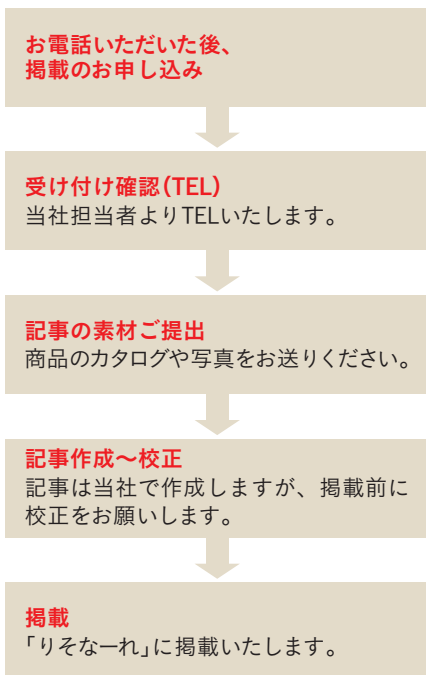 お電話いただいた後、
掲載のお申し込み
受け付け確認（TEL）
当社担当者よりTELいたします。
記事の素材ご提出
商品のカタログや写真をお送りください。
記事作成～校正
記事は当社で作成しますが、掲載前に
校正をお願いします。
掲載
「りそなーれ」に掲載いたします。